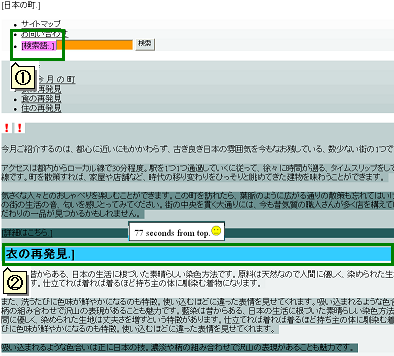 [日本の町.]
サイトマップ
お問い合わせ
[検索語..]
検索
①
今月の町
食の再発見
住の再発見
今月ご紹介するのは、都心に近いにもかかわらず、古き良き日本の雰囲気を今もなお残している、数少ない街の1つで
アクセスは都内からローカル線で30分程度。駅を1つ1つ通過していくに従って、徐々に時間が遡る、タイムスリップをして
線です。町を散策すれば、家屋や店舗など、時代の移り変わりをひっそりと眺めてきた建物を味わうことができます。
気さくな人々とのおしゃべりを楽しむことができます。この町を訪れたら、葉脈のように広がる通りの散策も忘れてはいけ
の街の生活の音、匂いを感じとってみてください。街の中央を貫く大通りには、今も昔気質の職人さんが多く店を構えて
だわりの一品が見つかるかもしれません。
[詳細はこちら.]
77 seconds from top.
衣の再発見.]
②
昔からある、日本の生活に根づいた素晴らしい染色方法です。原料は天然なので人間に優しく、染められた生
す。仕立てれば着れば着るほど持ち主の体に馴染む着物になります。
また、洗うたびに色味が鮮やかになるのも特徴。使い込むほどに違った表情を見せてくれます。吸い込まれるような色合
柄の組み合わせで沢山の表現があることも魅力です。藍染は昔からある、日本の生活に根づいた素晴らしい染色方法
間に優しく、染められた生地は丈夫さを増すという特徴があります。仕立てれば着れば着るほど持ち主の体に馴染む着
びに色味が鮮やかになるのも特徴。使い込むほどに違った表情を見せてくれます。
吸い込まれるような色合いは正に日本の技。濃淡や柄の組み合わせで沢山の表現があることも魅力です。